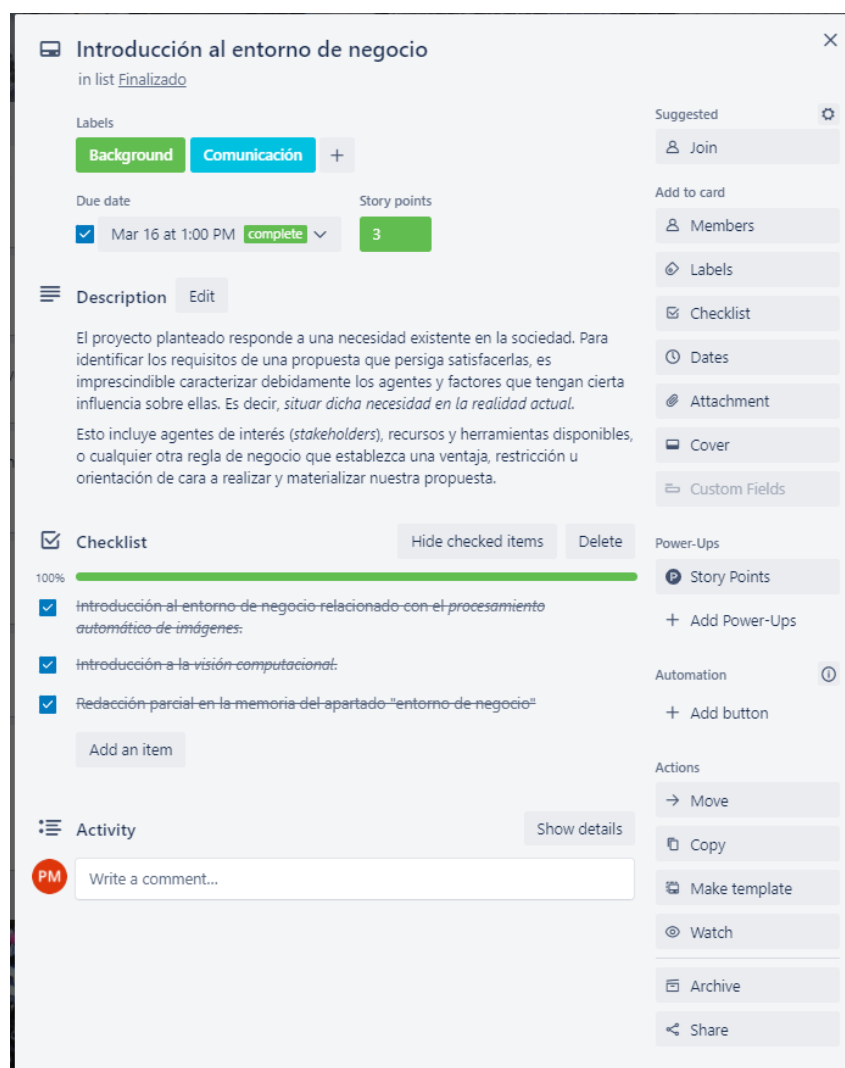 Introducción al entorno de negocio
in list Finalizado
Labels
Background Comunicación +
Due date Story points
Mar 16 at 1:00 PM complete 3
Description Edit
El proyecto planteado responde a una necesidad existente en la sociedad. Para
identificar los requisitos de una propuesta que persiga satisfacerlas, es
imprescindible caracterizar debidamente los agentes y factores que tengan cierta
influencia sobre ellas. Es decir, situar dicha necesidad en la realidad actual.
Esto incluye agentes de interés (stakeholders), recursos y herramientas disponibles,
o cualquier otra regla de negocio que establezca una ventaja, restricción u
orientación de cara a realizar y materializar nuestra propuesta.
Checklist Hide checked items Delete
100%
Introducción al entorno de negocio relacionado con el procesamiento
automático de imágenes.
Introducción a la visión computacional.
Redacción parcial en la memoria del apartado "entorno de negocio"
Add an item
Activity Show details
PM Write a comment...
Suggested
Join
Add to card
Members
Labels
Checklist
Dates
Attachment
Cover
Custom Fields
Power-Ups
P Story Points
+ Add Power-Ups
Automation
+ Add button
Actions
Move
Copy
Make template
Watch
Archive
Share